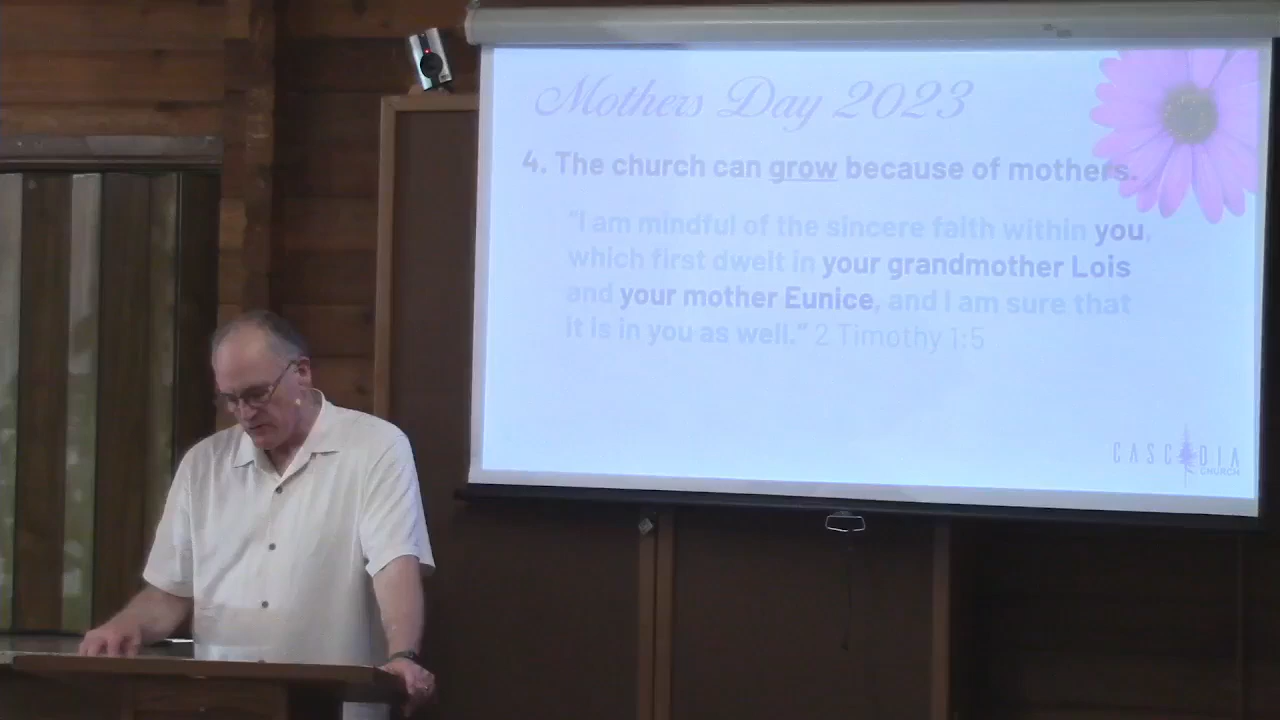 Mothers Day 2023
4. The church can grow because of mothers.
“I am mindful of the sincere faith within you,
which first dwelt in your grandmother Lois
and your mother Eunice, and I am sure that
it is in you as well.” 2 Timothy 1:5
CASCADIA
CHURCH